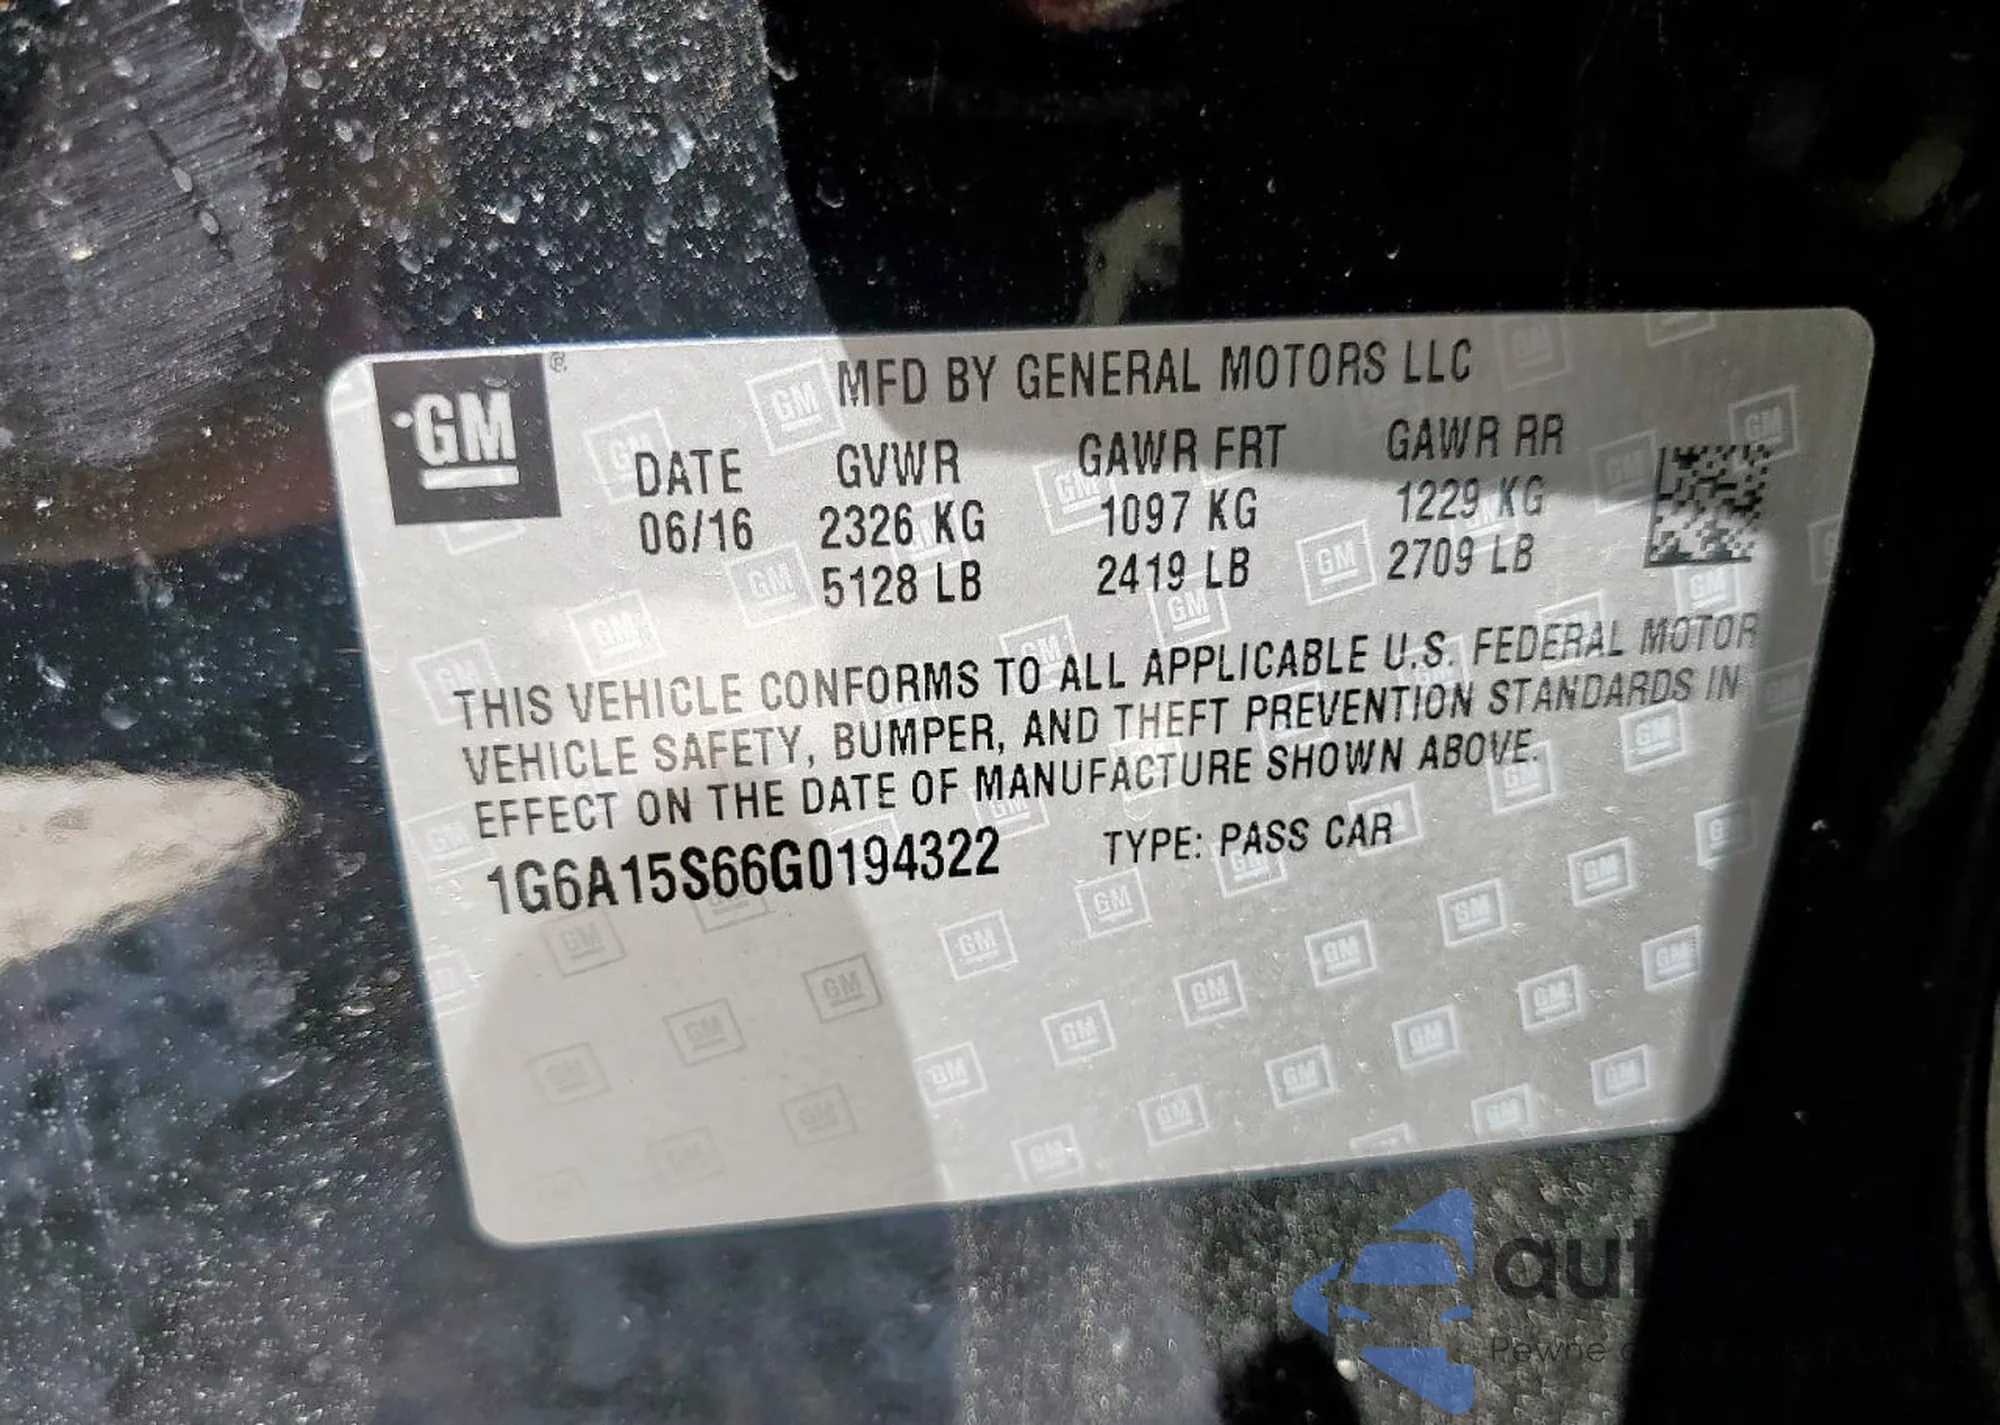 GM
MFD BY GENERAL MOTORS LLC
DATE GVWR GAWR FRT GAWR RR
06/16 2326 KG 1097 KG 1229 KG
5128 LB 2419 LB 2709 LB
THIS VEHICLE CONFORMS TO ALL APPLICABLE U.S. FEDERAL MOTOR
VEHICLE SAFETY, BUMPER, AND THEFT PREVENTION STANDARDS IN
EFFECT ON THE DATE OF MANUFACTURE SHOWN ABOVE.
1G6A15S66G0194322 TYPE: PASS CAR
Pewne